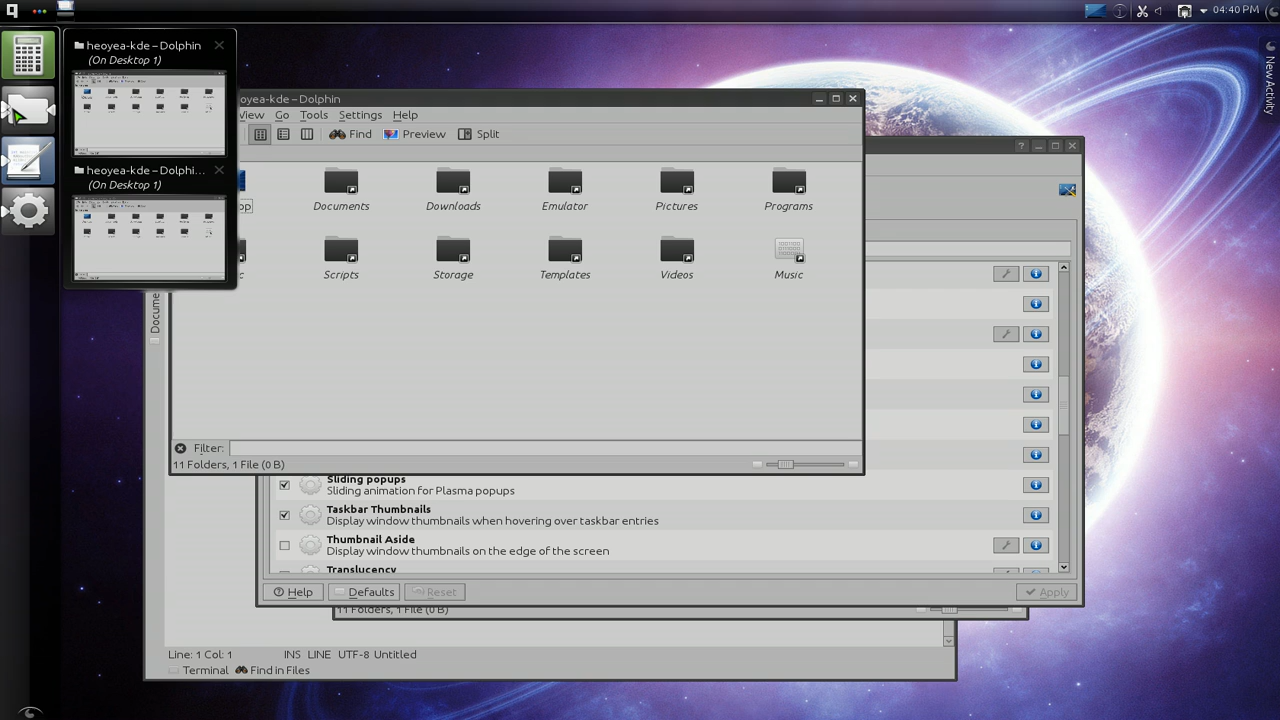 04:40 PM
New Activity
heoyea-kde – Dolphin
(On Desktop 1)
heoyea-kde – Dolphi...
(On Desktop 1)
oyea-kde – Dolphin
View Go Tools Settings Help
Find Preview Split
Documents Downloads Emulator Pictures Programs
Scripts Storage Templates Videos Music
Docume
Filter:
11 Folders, 1 File (0 B)
Sliding popups
Sliding animation for Plasma popups
Taskbar Thumbnails
Display window thumbnails when hovering over taskbar entries
Thumbnail Aside
Display window thumbnails on the edge of the screen
Translucency
Help Defaults Reset Apply
11 Folders, 1 File (0 B)
Line: 1 Col: 1 INS LINE UTF-8 Untitled
Terminal Find in Files